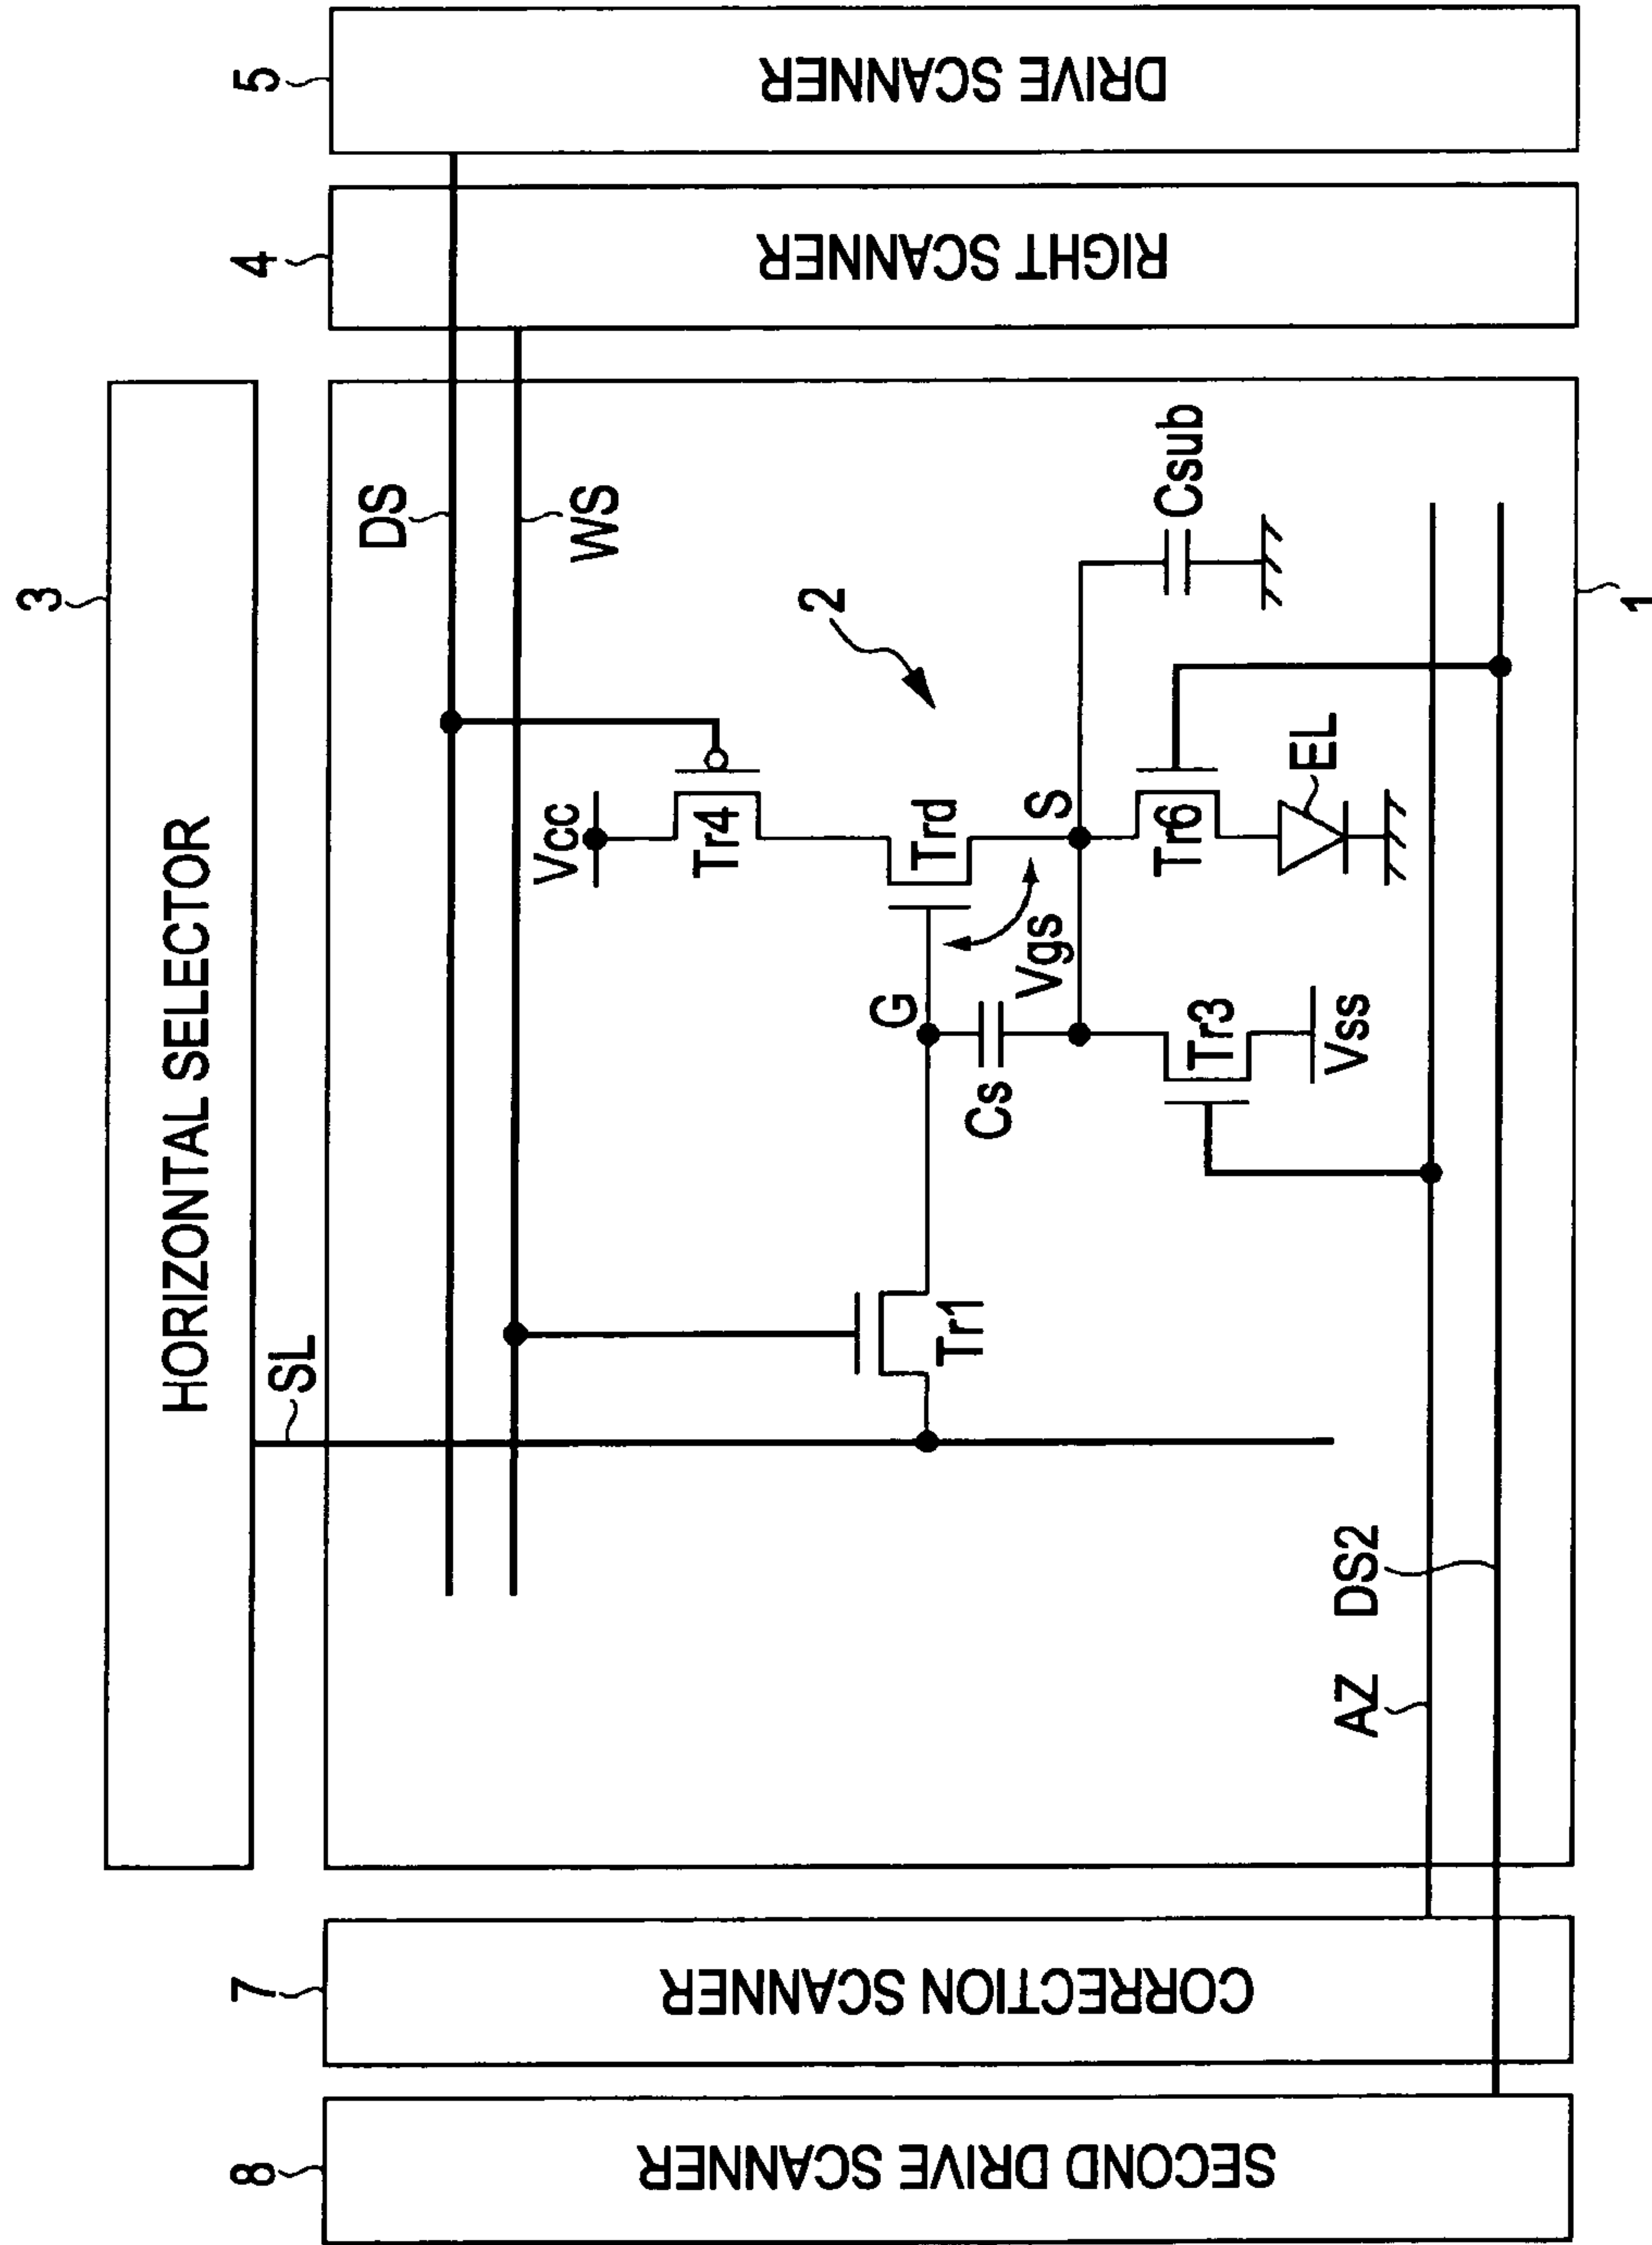 3
HORIZONTAL SELECTOR
SL
8
SECOND DRIVE SCANNER
7
CORRECTION SCANNER
4
RIGHT SCANNER
5
DRIVE SCANNER
DS
WS
Vcc
Tr4
2
Trd
G
Vgs
S
Cs
Tr1
Tr3
Vss
Tr6
EL
Csub
AZ
DS2
1